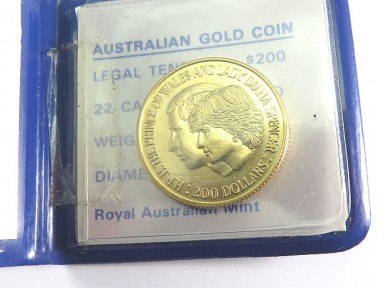 AUSTRALIAN GOLD COIN
LEGAL TEN $200
22 CA
WEIG
DIAME
Royal Australian Mint
H.R.H. THE PRINCE OF WALES AND LADY DIANA SPENCER
200 DOLLARS